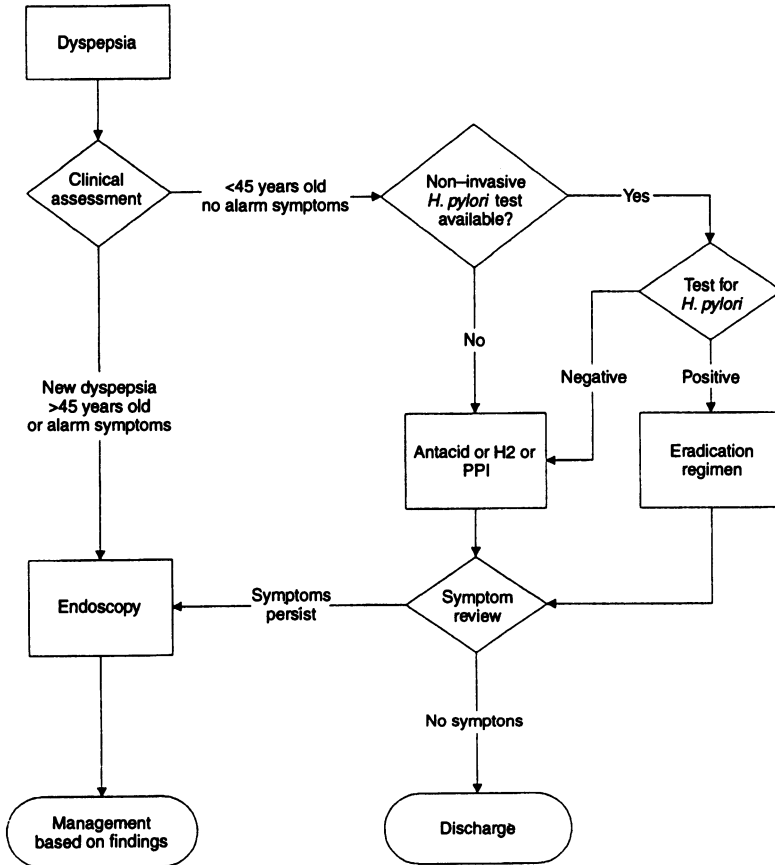 Dyspepsia
Clinical
assessment
<45 years old
no alarm symptoms
Non–invasive
H. pylori test
available?
Yes
Test for
H. pylori
No
Negative
Positive
New dyspepsia
>45 years old
or alarm symptoms
Antacid or H2 or
PPI
Eradication
regimen
Endoscopy
Symptoms
persist
Symptom
review
No symptons
Management
based on findings
Discharge